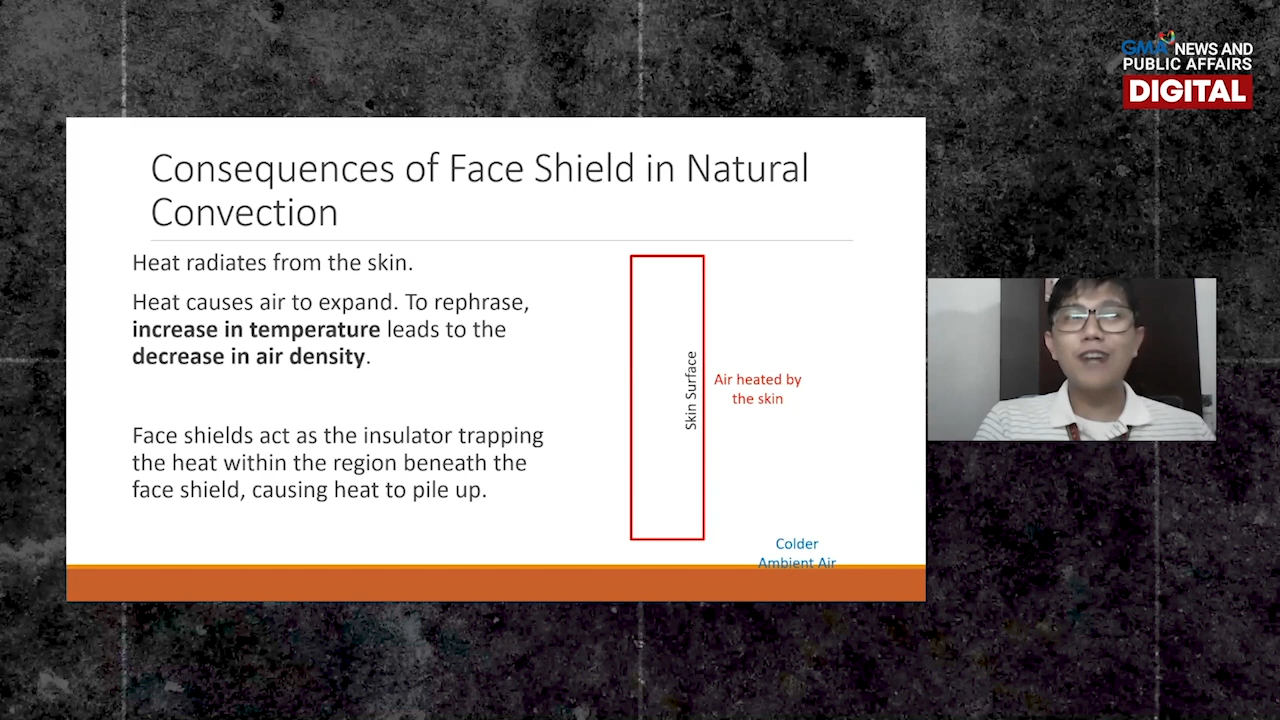 GMA NEWS AND
PUBLIC AFFAIRS
DIGITAL
Consequences of Face Shield in Natural
Convection
Heat radiates from the skin.
Heat causes air to expand. To rephrase,
increase in temperature leads to the
decrease in air density.
Face shields act as the insulator trapping
the heat within the region beneath the
face shield, causing heat to pile up.
Skin Surface
Air heated by
the skin
Colder
Ambient Air